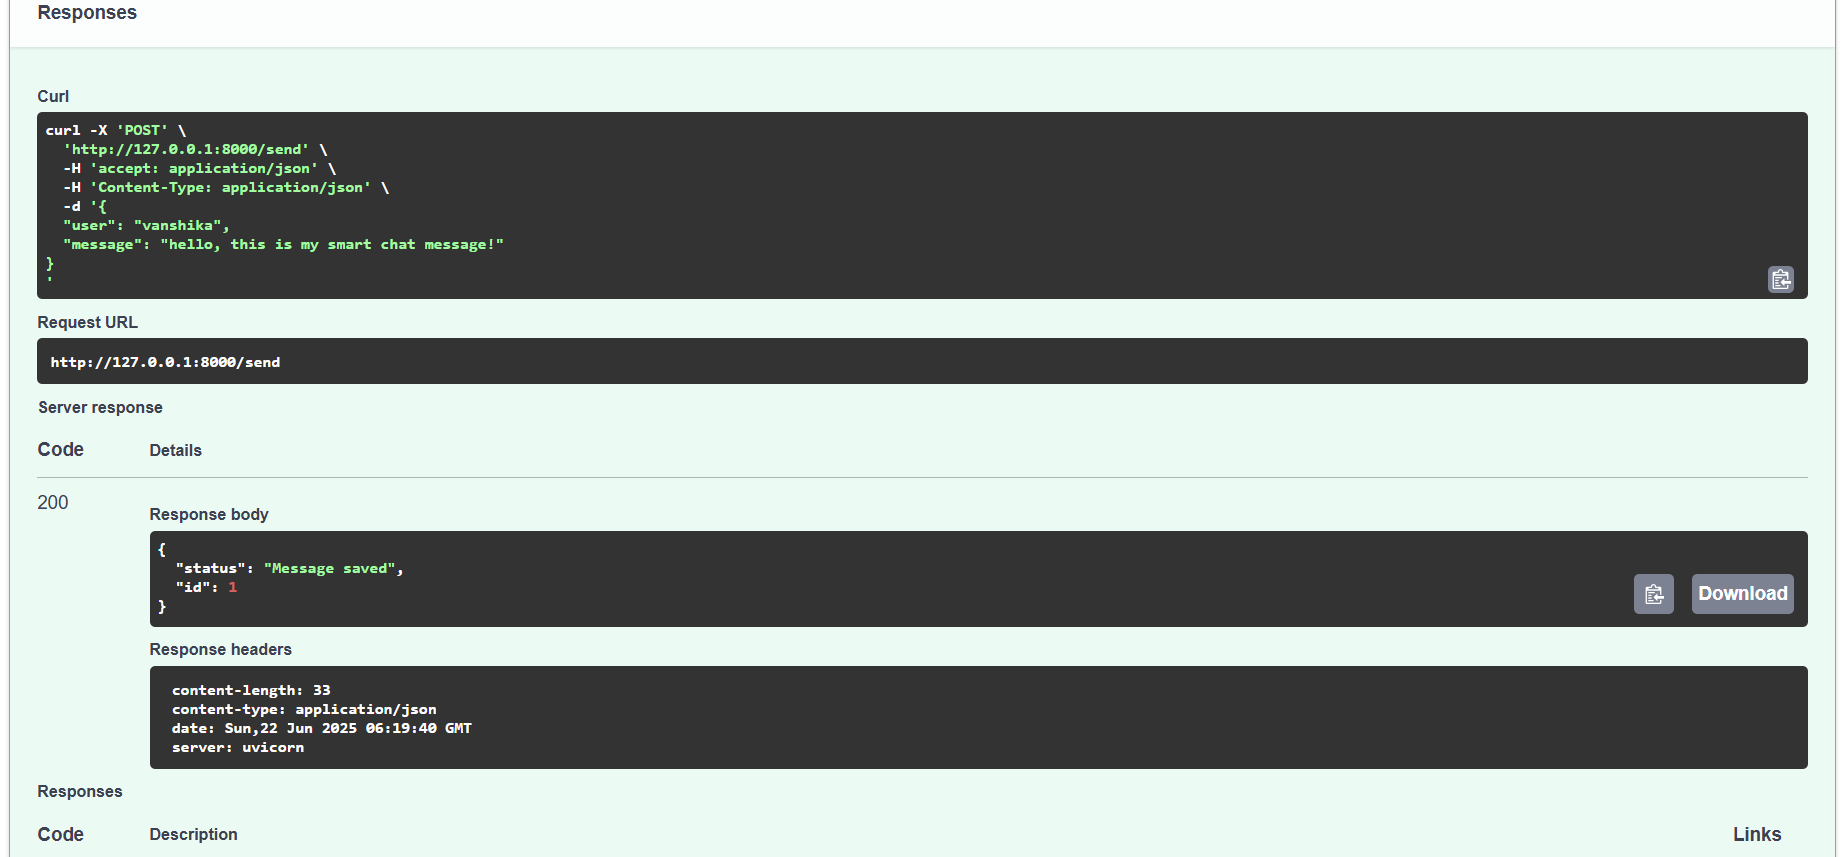 Responses
Curl
curl -X 'POST' \
  'http://127.0.0.1:8000/send' \
  -H 'accept: application/json' \
  -H 'Content-Type: application/json' \
  -d '{
  "user": "vanshika",
  "message": "hello, this is my smart chat message!"
}
'
Request URL
http://127.0.0.1:8000/send
Server response
Code Details
200
Response body
{
  "status": "Message saved",
  "id": 1
}
Download
Response headers
content-length: 33
content-type: application/json
date: Sun,22 Jun 2025 06:19:40 GMT
server: uvicorn
Responses
Code Description Links